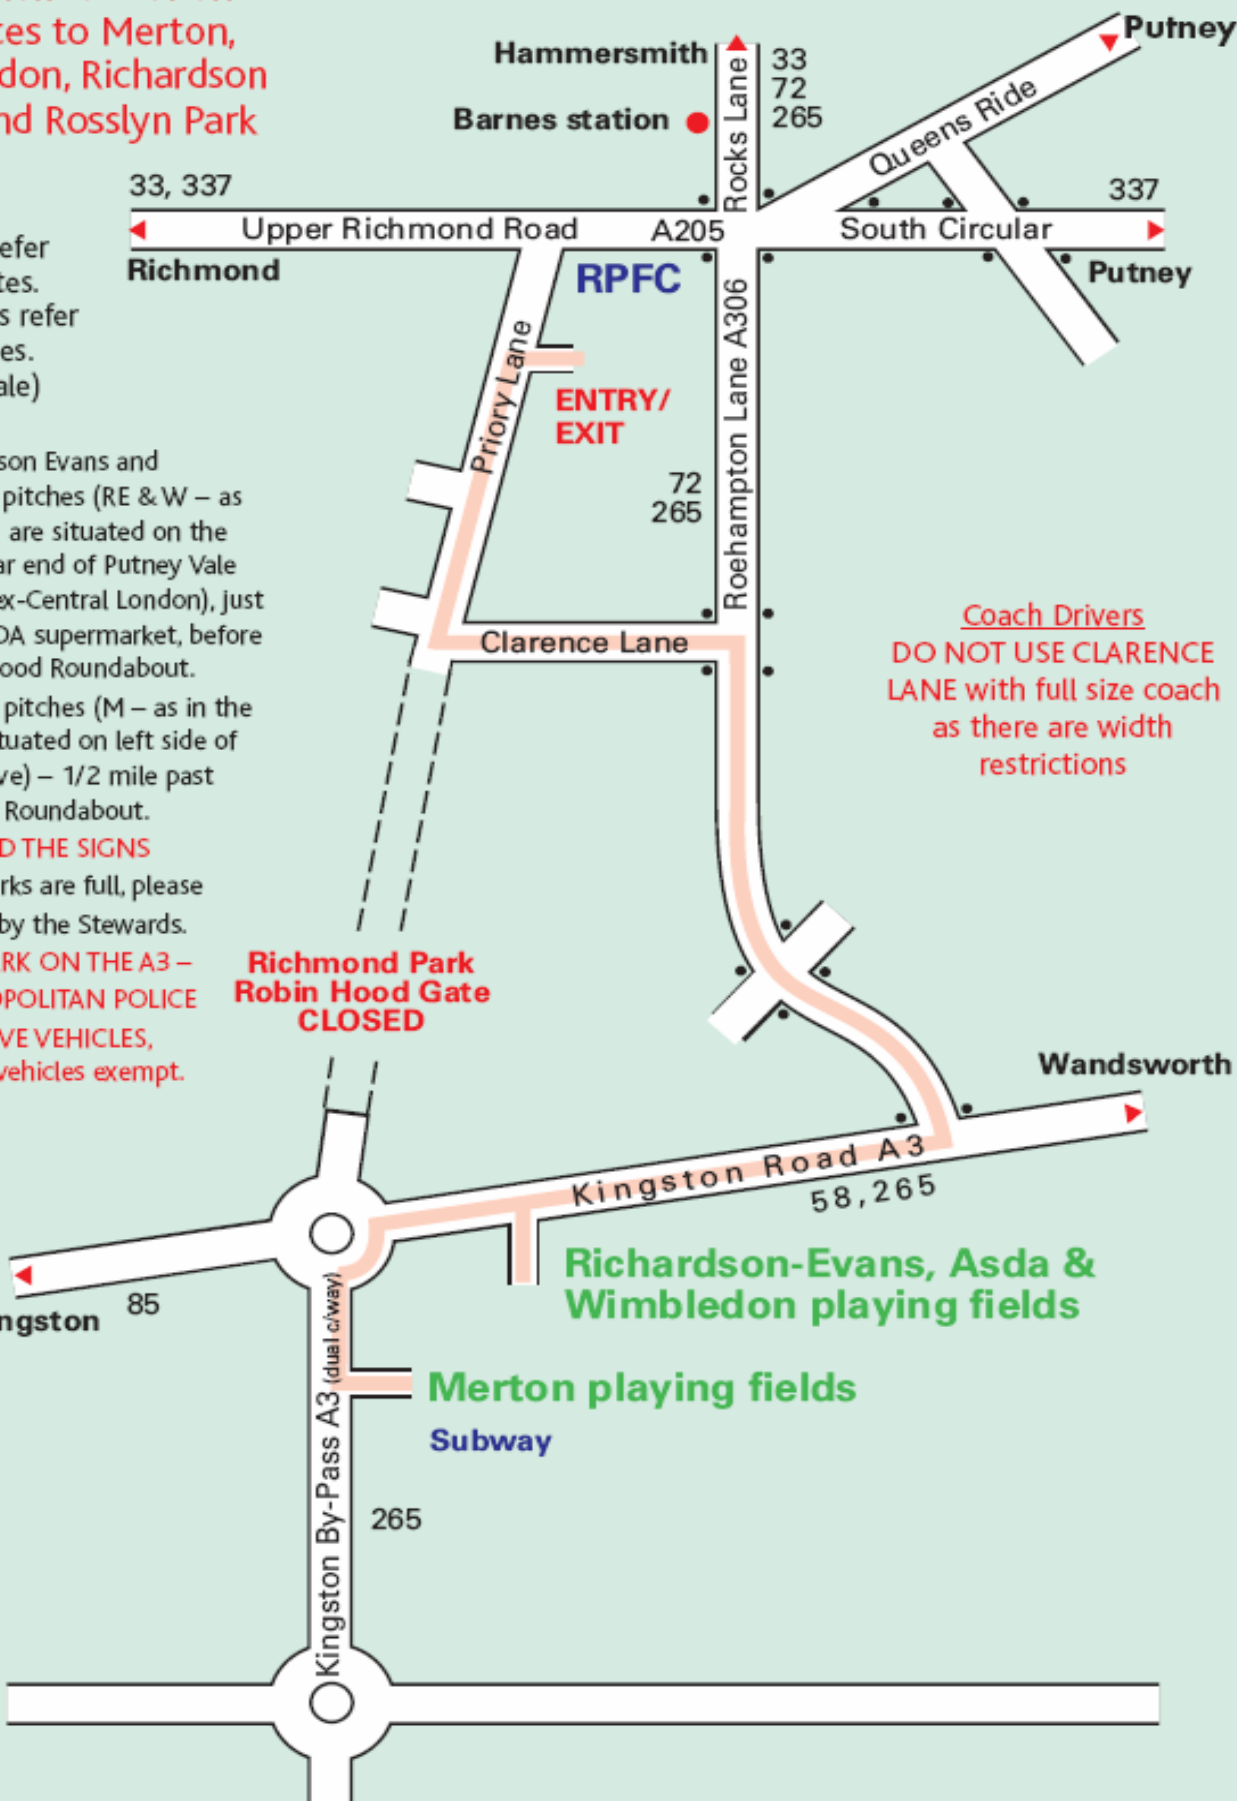 tes to Merton,
don, Richardson
nd Rosslyn Park
efer
tes.
s refer
es.
ale)
son Evans and
pitches (RE & W – as
are situated on the
ar end of Putney Vale
ex-Central London), just
DA supermarket, before
ood Roundabout.
pitches (M – as in the
tuated on left side of
ve) – 1/2 mile past
Roundabout.
D THE SIGNS
rks are full, please
by the Stewards.
RK ON THE A3 –
OPOLITAN POLICE
VE VEHICLES,
vehicles exempt.
Hammersmith
33
72
265
Barnes station
Rocks Lane
Queens Ride
Putney
33, 337
Upper Richmond Road
A205
South Circular
337
Richmond
RPFC
Putney
Priory Lane
ENTRY/
EXIT
72
265
Roehampton Lane A306
Clarence Lane
Coach Drivers
DO NOT USE CLARENCE
LANE with full size coach
as there are width
restrictions
Richmond Park
Robin Hood Gate
CLOSED
Wandsworth
Kingston Road A3
58,265
85
ngston
Richardson-Evans, Asda &
Wimbledon playing fields
Merton playing fields
Subway
Kingston By-Pass A3 (dual c/way)
265